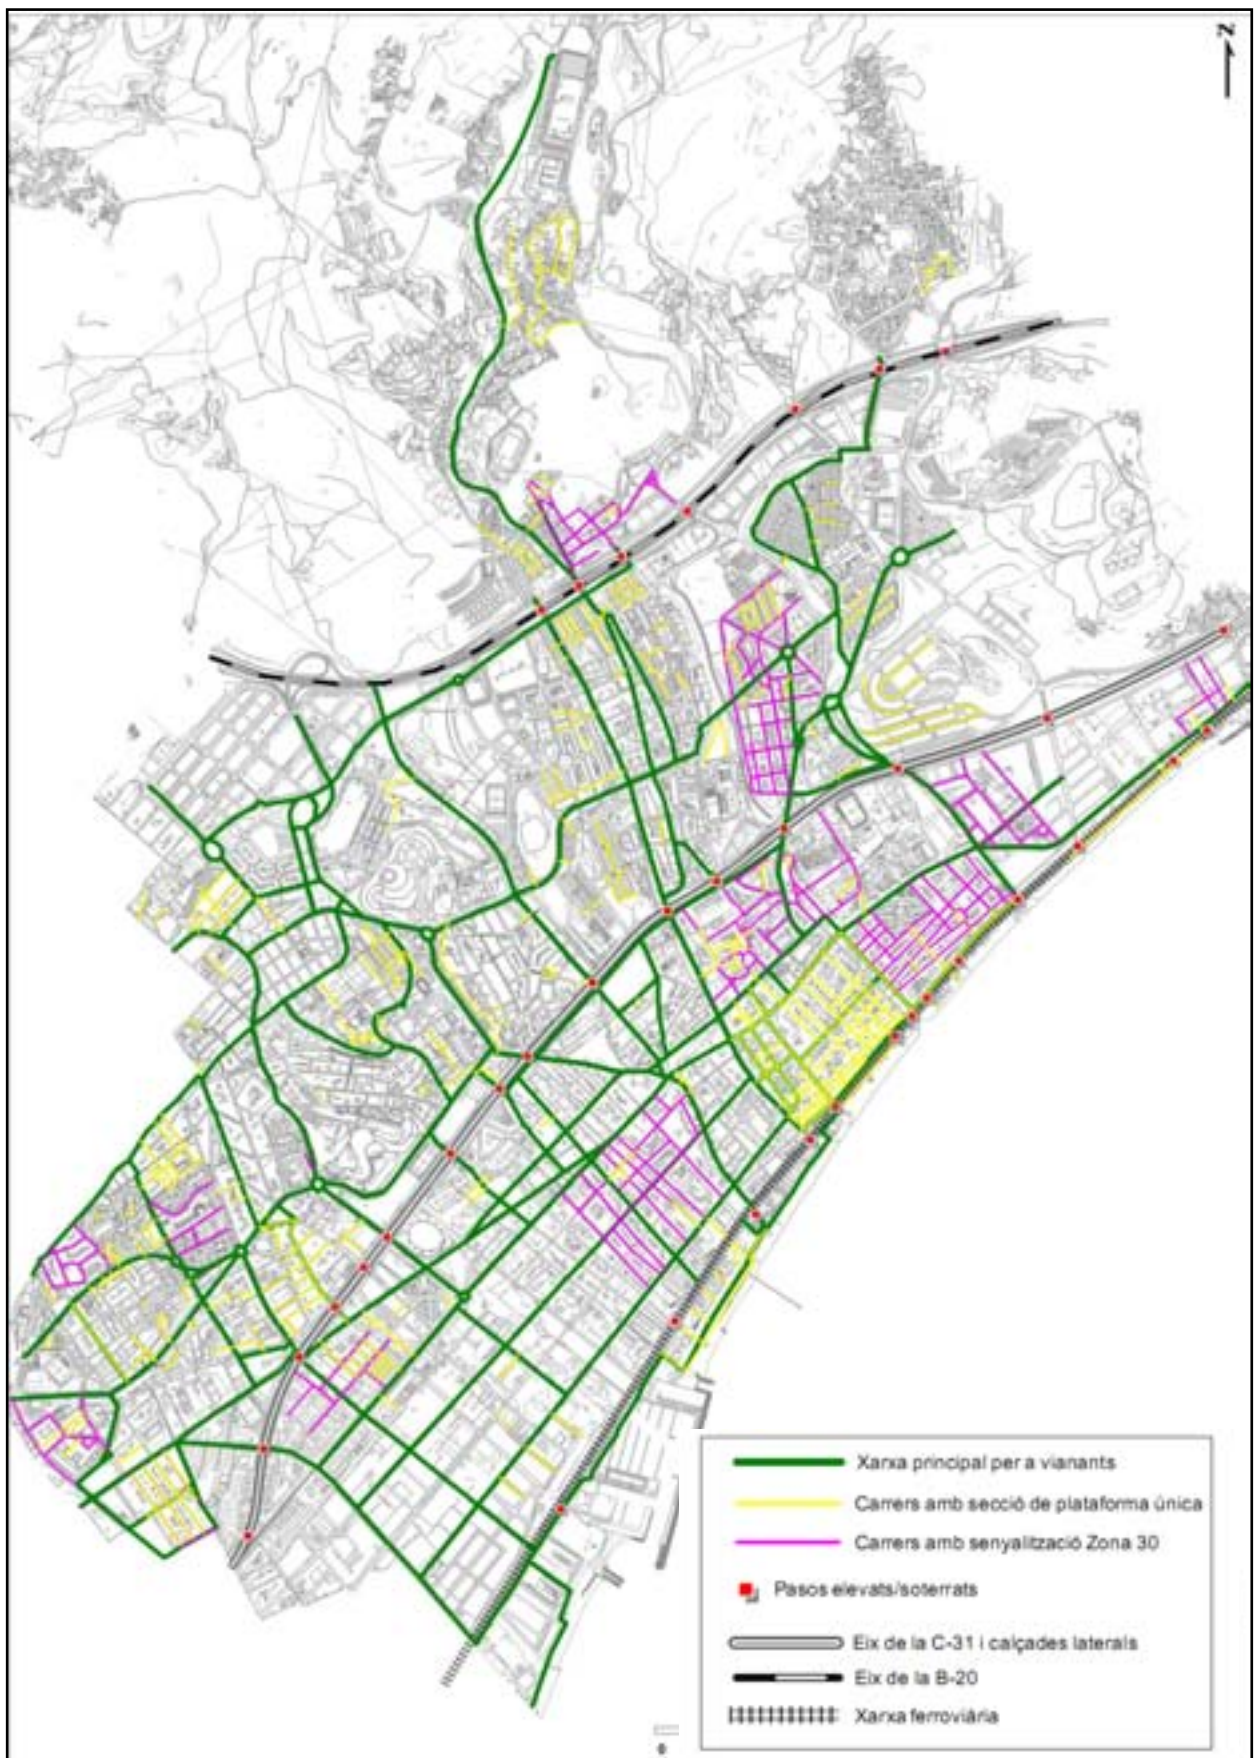 N
Xarxa principal per a vianants
Carrers amb secció de plataforma única
Carrers amb senyalització Zona 30
Pasos elevats/soterrats
Eix de la C-31 i calçades laterals
Eix de la B-20
Xarxa ferroviària